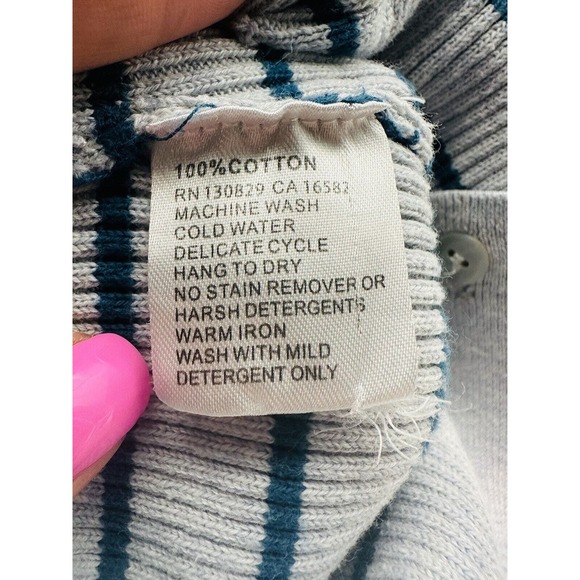 100%COTTON
RN 130829 CA 16582
MACHINE WASH
COLD WATER
DELICATE CYCLE
HANG TO DRY
NO STAIN REMOVER OR
HARSH DETERGENTS
WARM IRON
WASH WITH MILD
DETERGENT ONLY